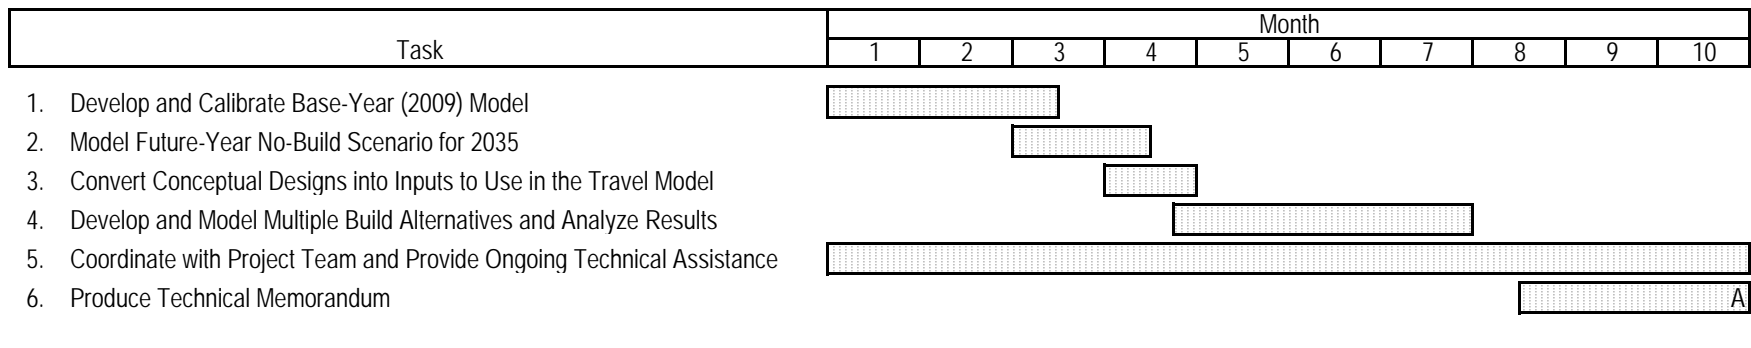 Month
Task 1 2 3 4 5 6 7 8 9 10
1. Develop and Calibrate Base-Year (2009) Model
2. Model Future-Year No-Build Scenario for 2035
3. Convert Conceptual Designs into Inputs to Use in the Travel Model
4. Develop and Model Multiple Build Alternatives and Analyze Results
5. Coordinate with Project Team and Provide Ongoing Technical Assistance
6. Produce Technical Memorandum A